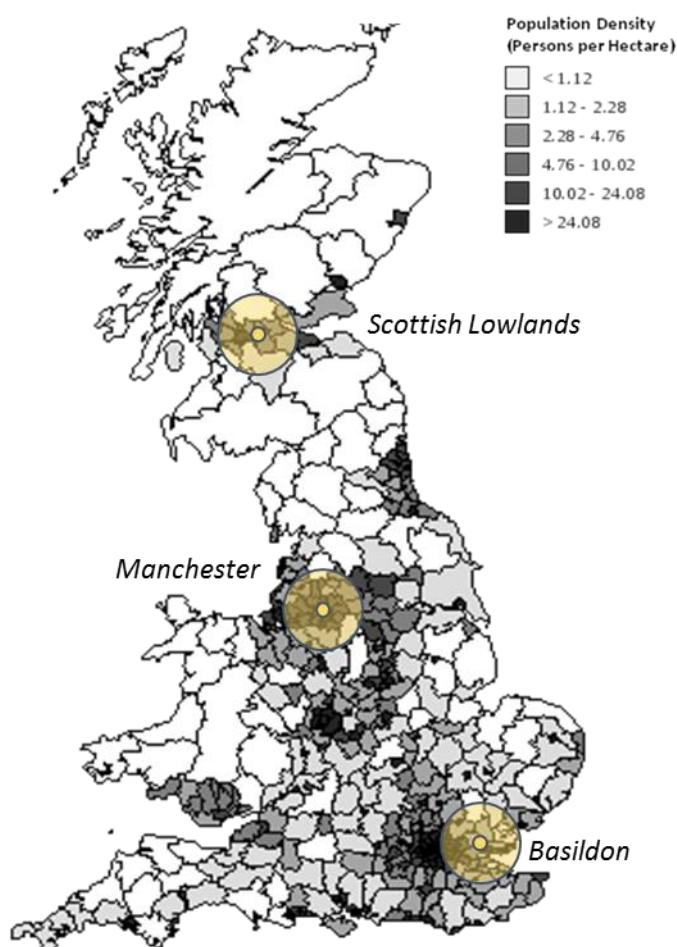 Population Density
(Persons per Hectare)
< 1.12
1.12 - 2.28
2.28 - 4.76
4.76 - 10.02
10.02 - 24.08
> 24.08
Scottish Lowlands
Manchester
Basildon